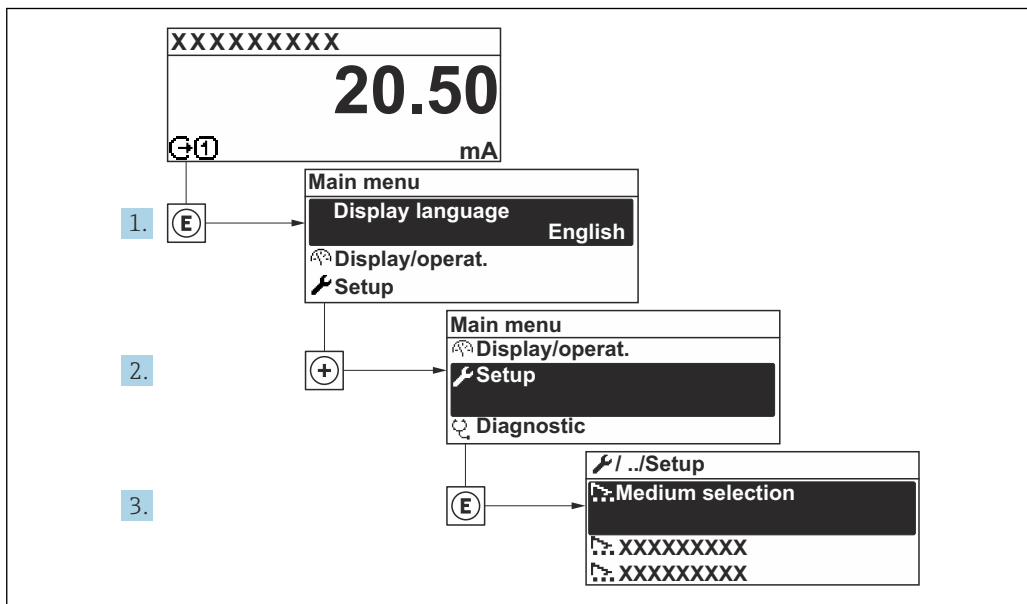 XXXXXXXXX
20.50
1 mA
Main menu
1. E Display language
English
Display/operat.
Setup
Main menu
Display/operat.
2. + Setup
Diagnostic
/ ../Setup
Medium selection
3. E
XXXXXXXXX
XXXXXXXXX